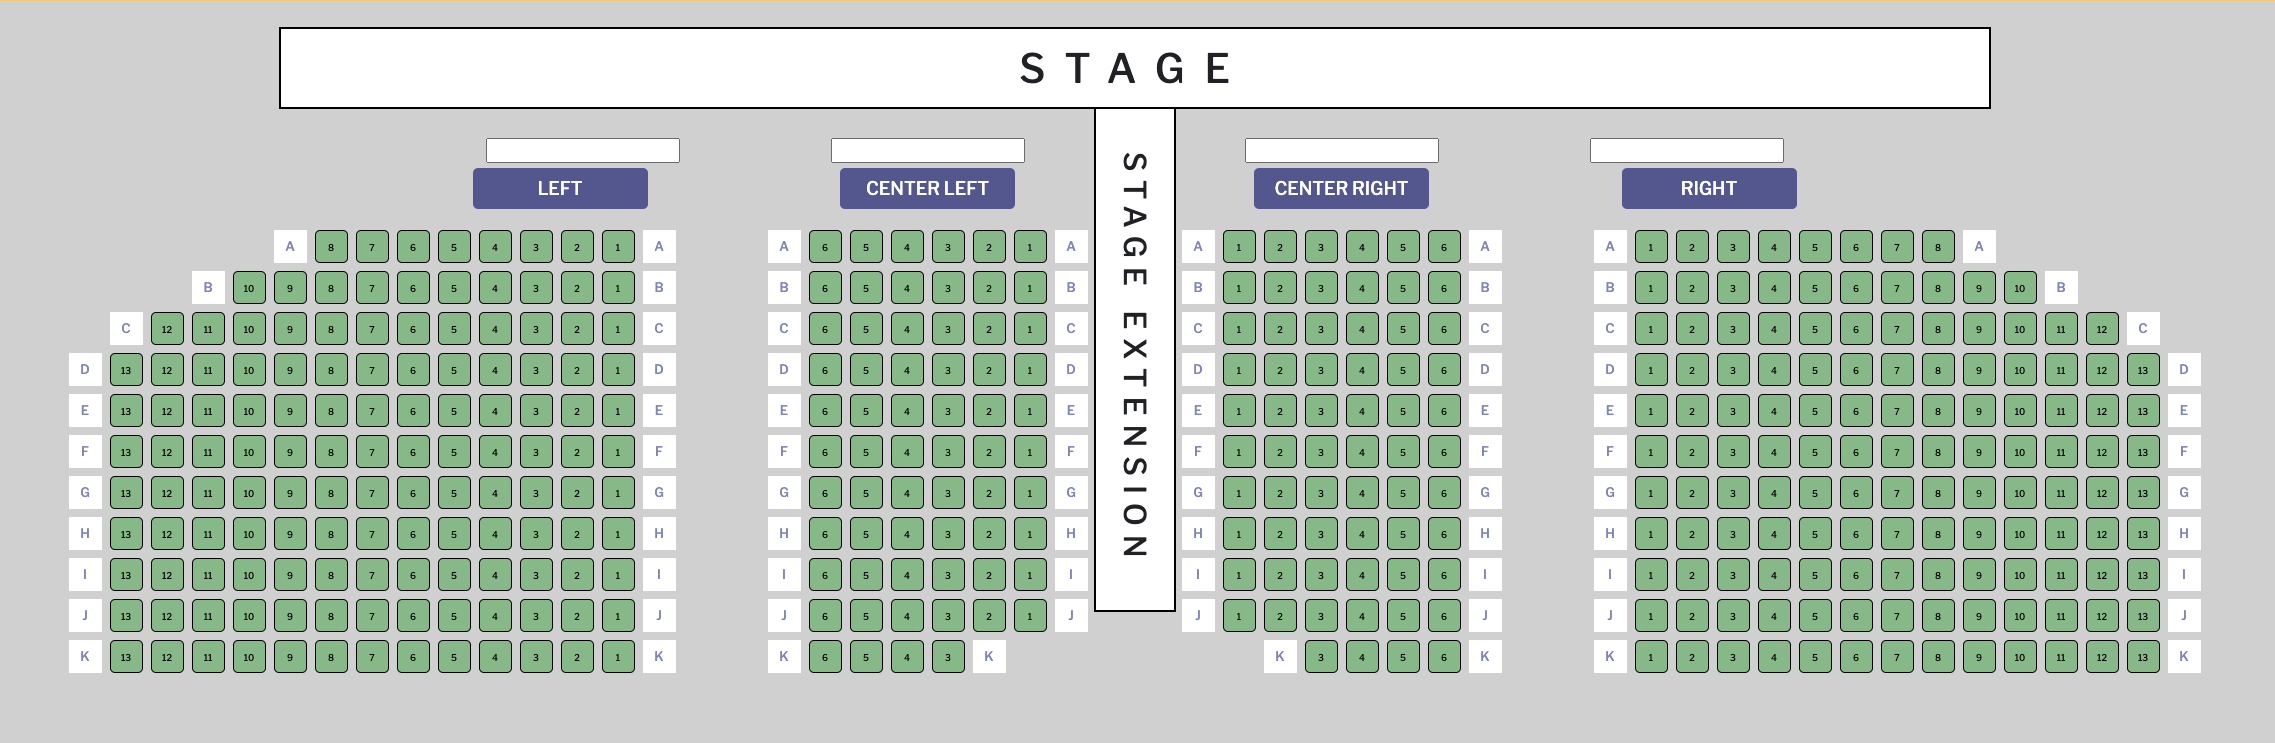 STAGE
STAGE EXTENSION
LEFT CENTER LEFT CENTER RIGHT RIGHT
A 8 7 6 5 4 3 2 1 A A 6 5 4 3 2 1 A A 1 2 3 4 5 6 A A 1 2 3 4 5 6 7 8 A
B 10 9 8 7 6 5 4 3 2 1 B B 6 5 4 3 2 1 B B 1 2 3 4 5 6 B B 1 2 3 4 5 6 7 8 9 10 B
C 12 11 10 9 8 7 6 5 4 3 2 1 C C 6 5 4 3 2 1 C C 1 2 3 4 5 6 C C 1 2 3 4 5 6 7 8 9 10 11 12 C
D 13 12 11 10 9 8 7 6 5 4 3 2 1 D D 6 5 4 3 2 1 D D 1 2 3 4 5 6 D D 1 2 3 4 5 6 7 8 9 10 11 12 13 D
E 13 12 11 10 9 8 7 6 5 4 3 2 1 E E 6 5 4 3 2 1 E E 1 2 3 4 5 6 E E 1 2 3 4 5 6 7 8 9 10 11 12 13 E
F 13 12 11 10 9 8 7 6 5 4 3 2 1 F F 6 5 4 3 2 1 F F 1 2 3 4 5 6 F F 1 2 3 4 5 6 7 8 9 10 11 12 13 F
G 13 12 11 10 9 8 7 6 5 4 3 2 1 G G 6 5 4 3 2 1 G G 1 2 3 4 5 6 G G 1 2 3 4 5 6 7 8 9 10 11 12 13 G
H 13 12 11 10 9 8 7 6 5 4 3 2 1 H H 6 5 4 3 2 1 H H 1 2 3 4 5 6 H H 1 2 3 4 5 6 7 8 9 10 11 12 13 H
I 13 12 11 10 9 8 7 6 5 4 3 2 1 I I 6 5 4 3 2 1 I I 1 2 3 4 5 6 I I 1 2 3 4 5 6 7 8 9 10 11 12 13 I
J 13 12 11 10 9 8 7 6 5 4 3 2 1 J J 6 5 4 3 2 1 J J 1 2 3 4 5 6 J J 1 2 3 4 5 6 7 8 9 10 11 12 13 J
K 13 12 11 10 9 8 7 6 5 4 3 2 1 K K 6 5 4 3 K K 3 4 5 6 K K 1 2 3 4 5 6 7 8 9 10 11 12 13 K